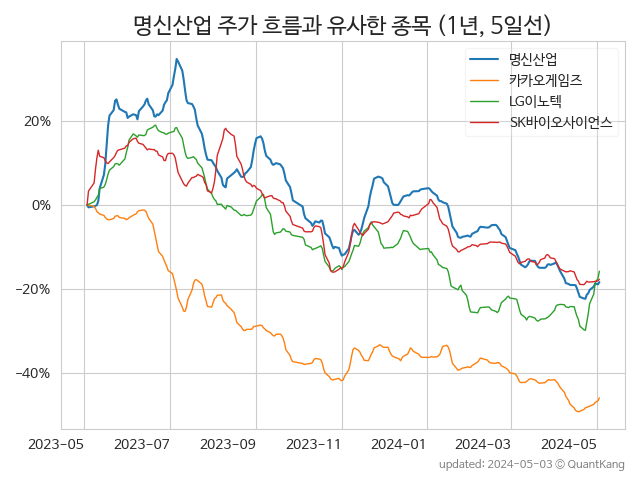 명신산업 주가 흐름과 유사한 종목 (1년, 5일선)
명신산업
카카오게임즈
LG이노텍
SK바이오사이언스
20%
0%
−20%
−40%
2023-05 2023-07 2023-09 2023-11 2024-01 2024-03 2024-05
updated: 2024-05-03 © QuantKang